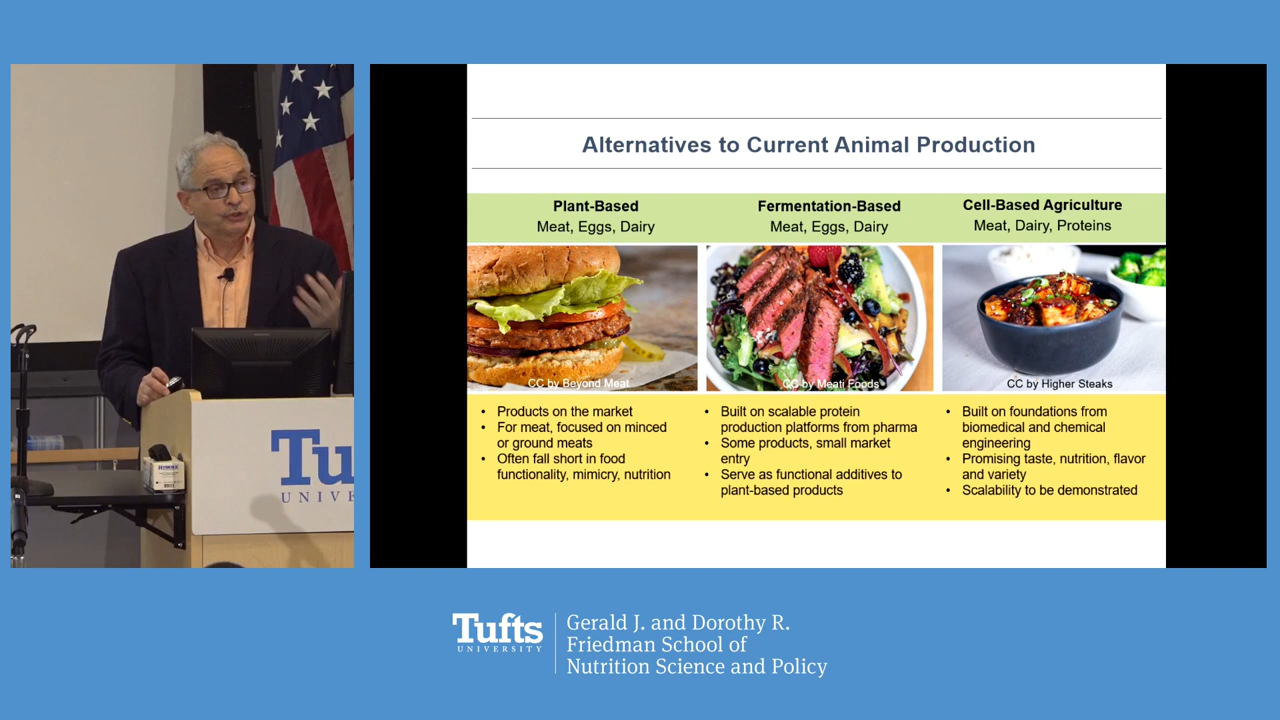 Alternatives to Current Animal Production
Plant-Based
Meat, Eggs, Dairy
Fermentation-Based
Meat, Eggs, Dairy
Cell-Based Agriculture
Meat, Dairy, Proteins
CC by Beyond Meat
CC by Meati Foods
CC by Higher Steaks
• Products on the market
• For meat, focused on minced
or ground meats
• Often fall short in food
functionality, mimicry, nutrition
• Built on scalable protein
production platforms from pharma
• Some products, small market
entry
• Serve as functional additives to
plant-based products
• Built on foundations from
biomedical and chemical
engineering
• Promising taste, nutrition, flavor
and variety
• Scalability to be demonstrated
Tu
UNIVE
Tufts
UNIVERSITY
Gerald J. and Dorothy R.
Friedman School of
Nutrition Science and Policy